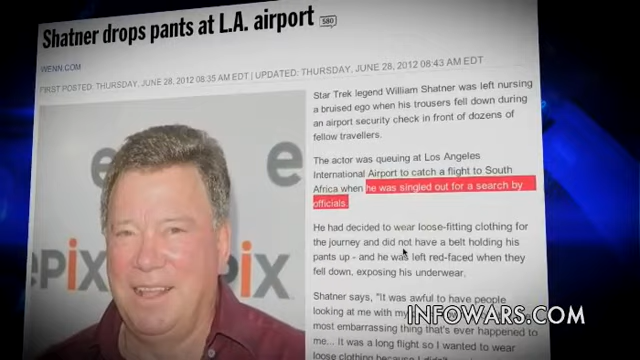 Shatner drops pants at L.A. airport 580
WENN.COM
FIRST POSTED: THURSDAY, JUNE 28, 2012 08:35 AM EDT | UPDATED: THURSDAY, JUNE 28, 2012 08:43 AM EDT
Star Trek legend William Shatner was left nursing
a bruised ego when his trousers fell down during
an airport security check in front of dozens of
fellow travellers.
The actor was queuing at Los Angeles
International Airport to catch a flight to South
Africa when he was singled out for a search by
officials.
He had decided to wear loose-fitting clothing for
the journey and did not have a belt holding his
pants up - and he was left red-faced when they
fell down, exposing his underwear.
Shatner says, "It was awful to have people
looking at me with my
most embarrassing thing that's ever happened to
me... It was a long flight so I wanted to wear
loose clothing because I didn't
ep
e
epix
pix
INFOWARS.COM